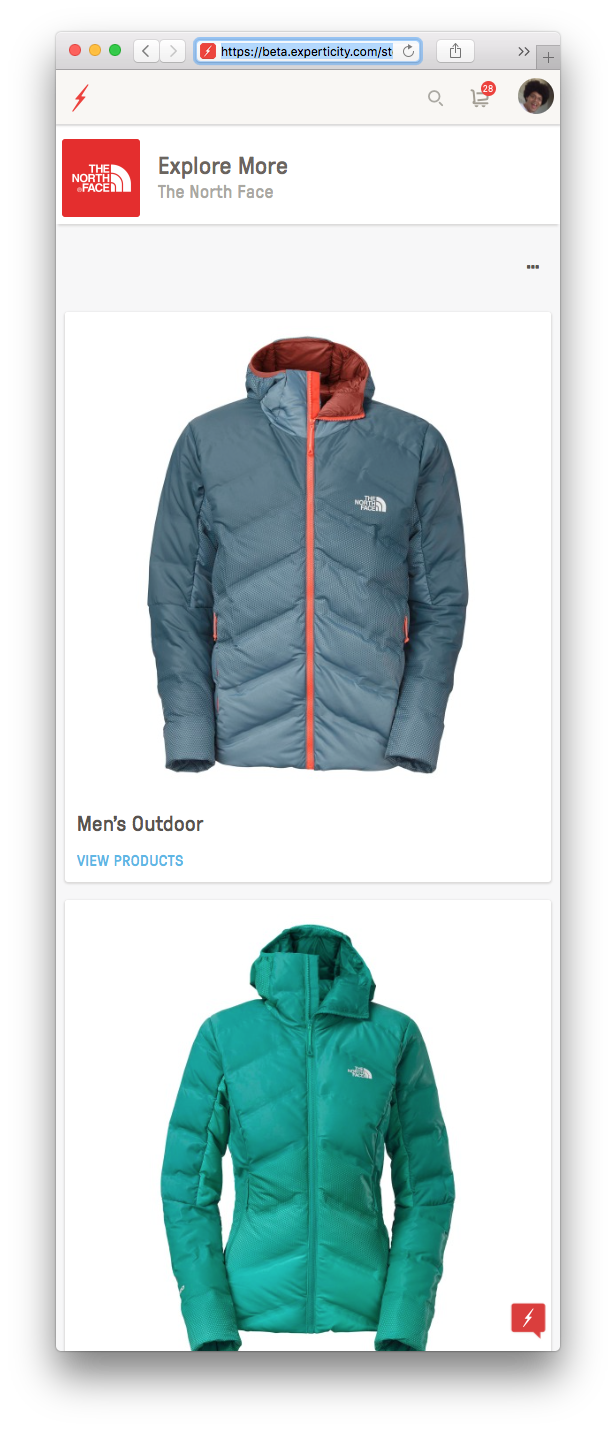 https://beta.experticity.com/st
28
THE
NORTH
®FACE
Explore More
The North Face
THE
NORTH
FACE
Men's Outdoor
VIEW PRODUCTS
THE
NORTH
FACE